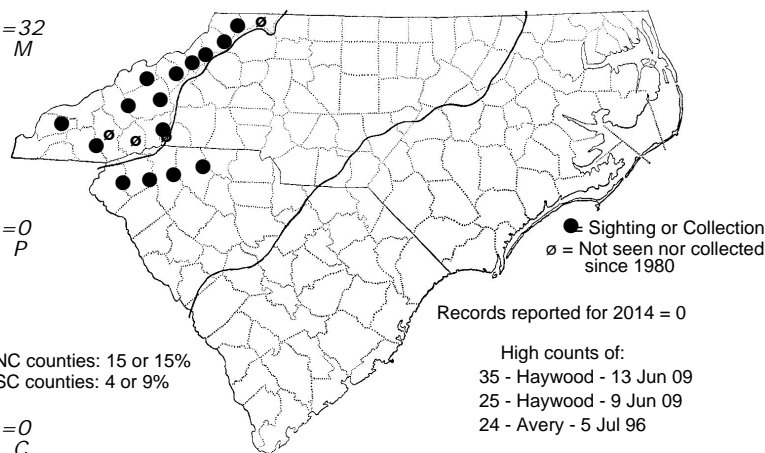 =32
M
=0
P
= Sighting or Collection
ø = Not seen nor collected
since 1980
Records reported for 2014 = 0
NC counties: 15 or 15%
SC counties: 4 or 9%
High counts of:
35 - Haywood - 13 Jun 09
25 - Haywood - 9 Jun 09
24 - Avery - 5 Jul 96
=0
C